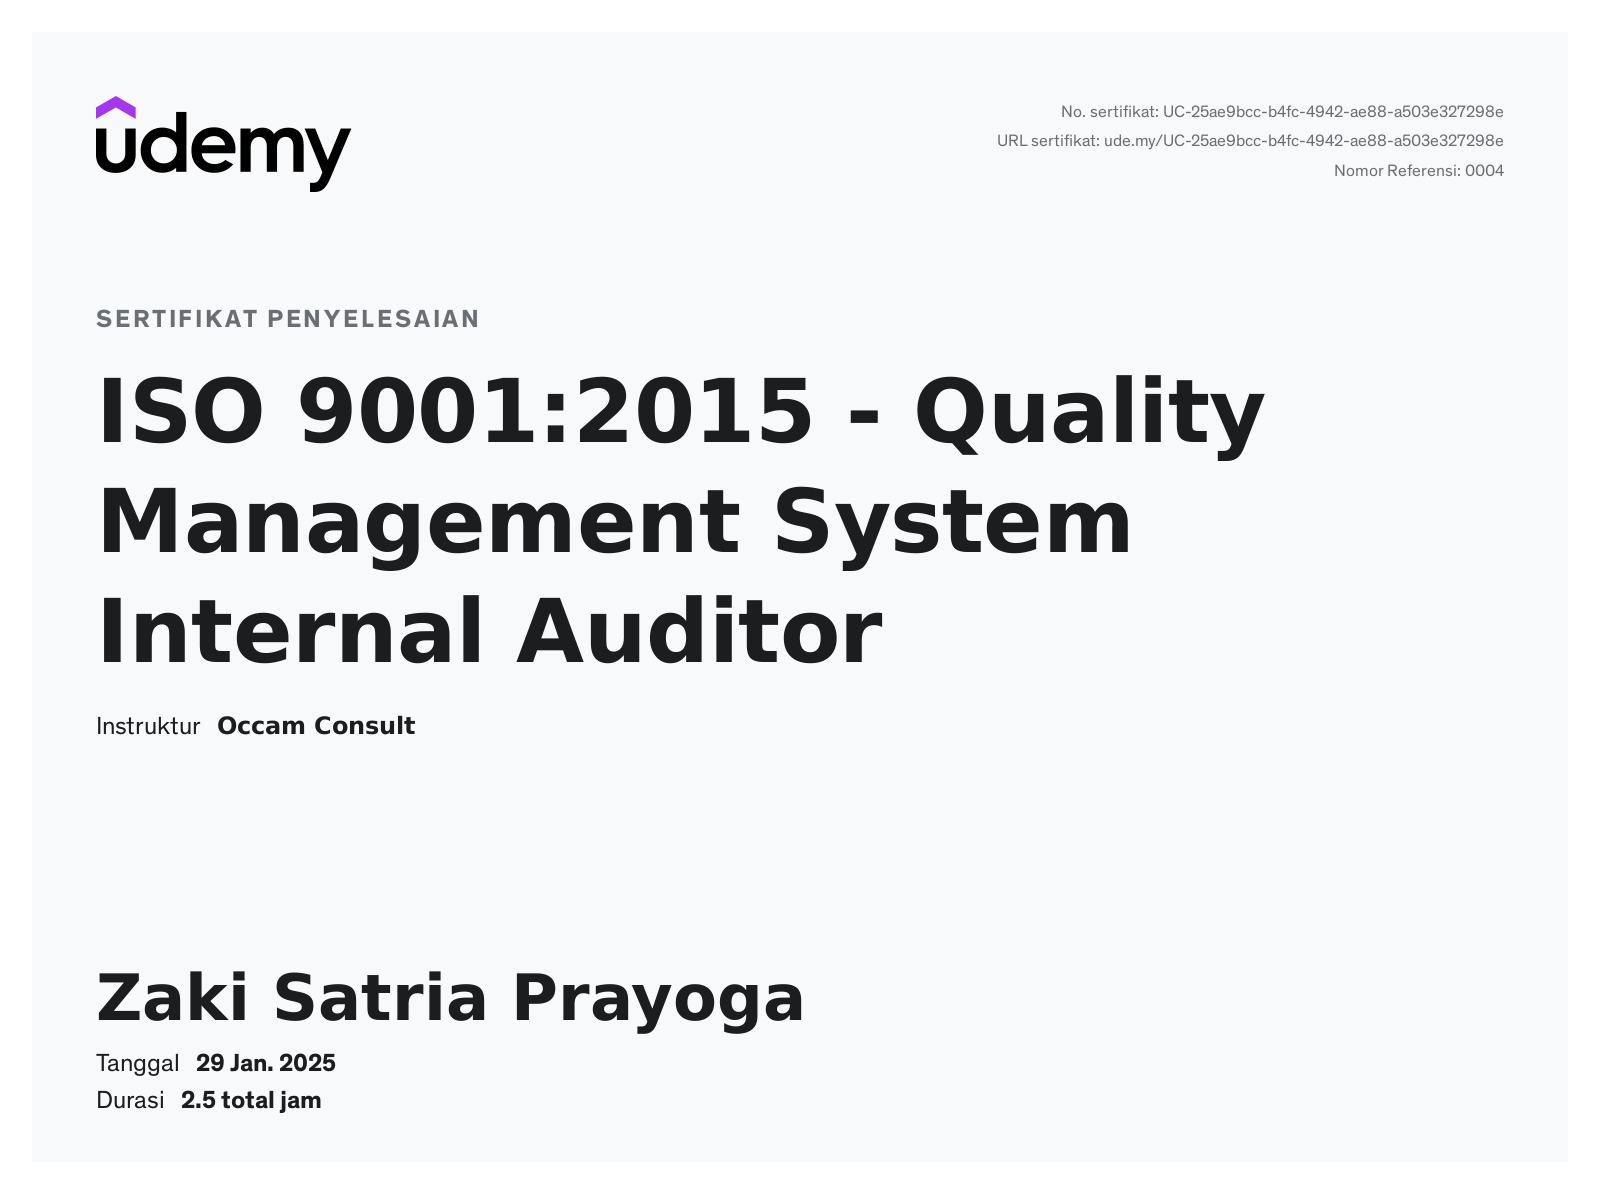 udemy
No. sertifikat: UC-25ae9bcc-b4fc-4942-ae88-a503e327298e
URL sertifikat: ude.my/UC-25ae9bcc-b4fc-4942-ae88-a503e327298e
Nomor Referensi: 0004
SERTIFIKAT PENYELESAIAN
ISO 9001:2015 - Quality
Management System
Internal Auditor
Instruktur Occam Consult
Zaki Satria Prayoga
Tanggal 29 Jan. 2025
Durasi 2.5 total jam